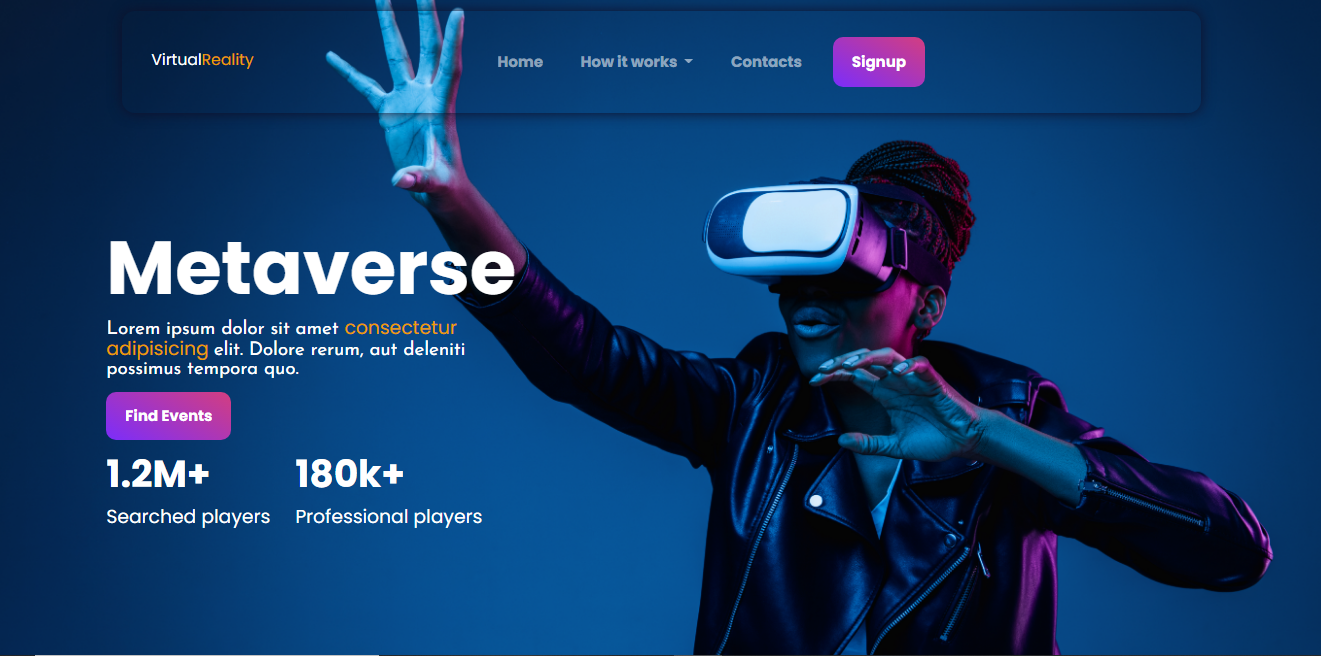 VirtualReality
Home
How it works
Contacts
Signup
Metaverse
Lorem ipsum dolor sit amet consectetur
adipisicing elit. Dolore rerum, aut deleniti
possimus tempora quo.
Find Events
1.2M+
180k+
Searched players
Professional players